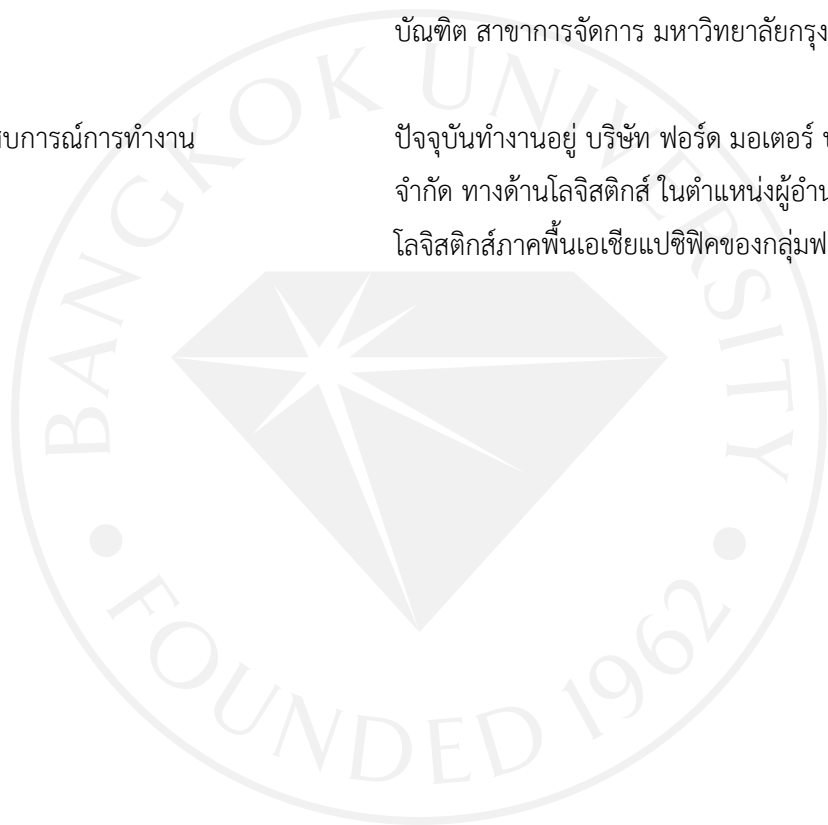 บัณฑิต สาขาการจัดการ มหาวิทยาลัยกรุง
บการณ์การทำงาน ปัจจุบันทำงานอยู่ บริษัท ฟอร์ด มอเตอร์
จำกัด ทางด้านโลจิสติกส์ ในตำแหน่งผู้อำน
โลจิสติกส์ภาคพื้นเอเชียแปซิฟิคของกลุ่มฟ
BANGKOK UNIVERSITY
FOUNDED 1962